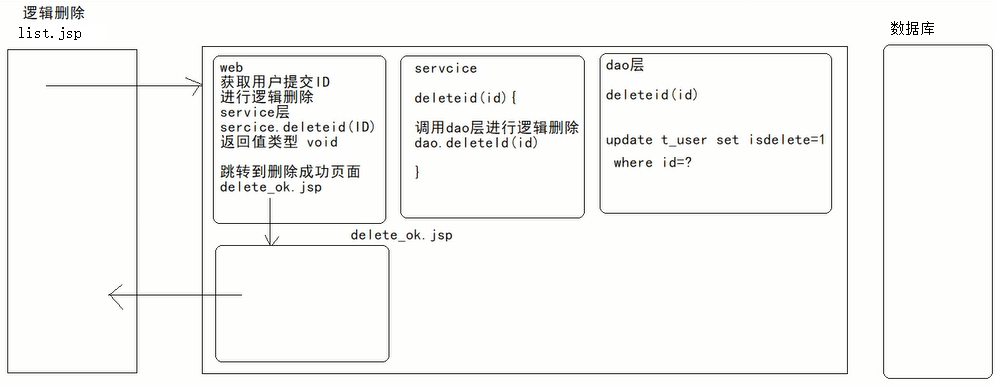 逻辑删除
list.jsp
web
获取用户提交ID
进行逻辑删除
service层
sercice.deleteid(ID)
返回值类型 void
跳转到删除成功页面
delete_ok.jsp
servcice
deleteid(id){
调用dao层进行逻辑删除
dao.deleteId(id)
}
dao层
deleteid(id)
update t_user set isdelete=1
where id=?
delete_ok.jsp
数据库